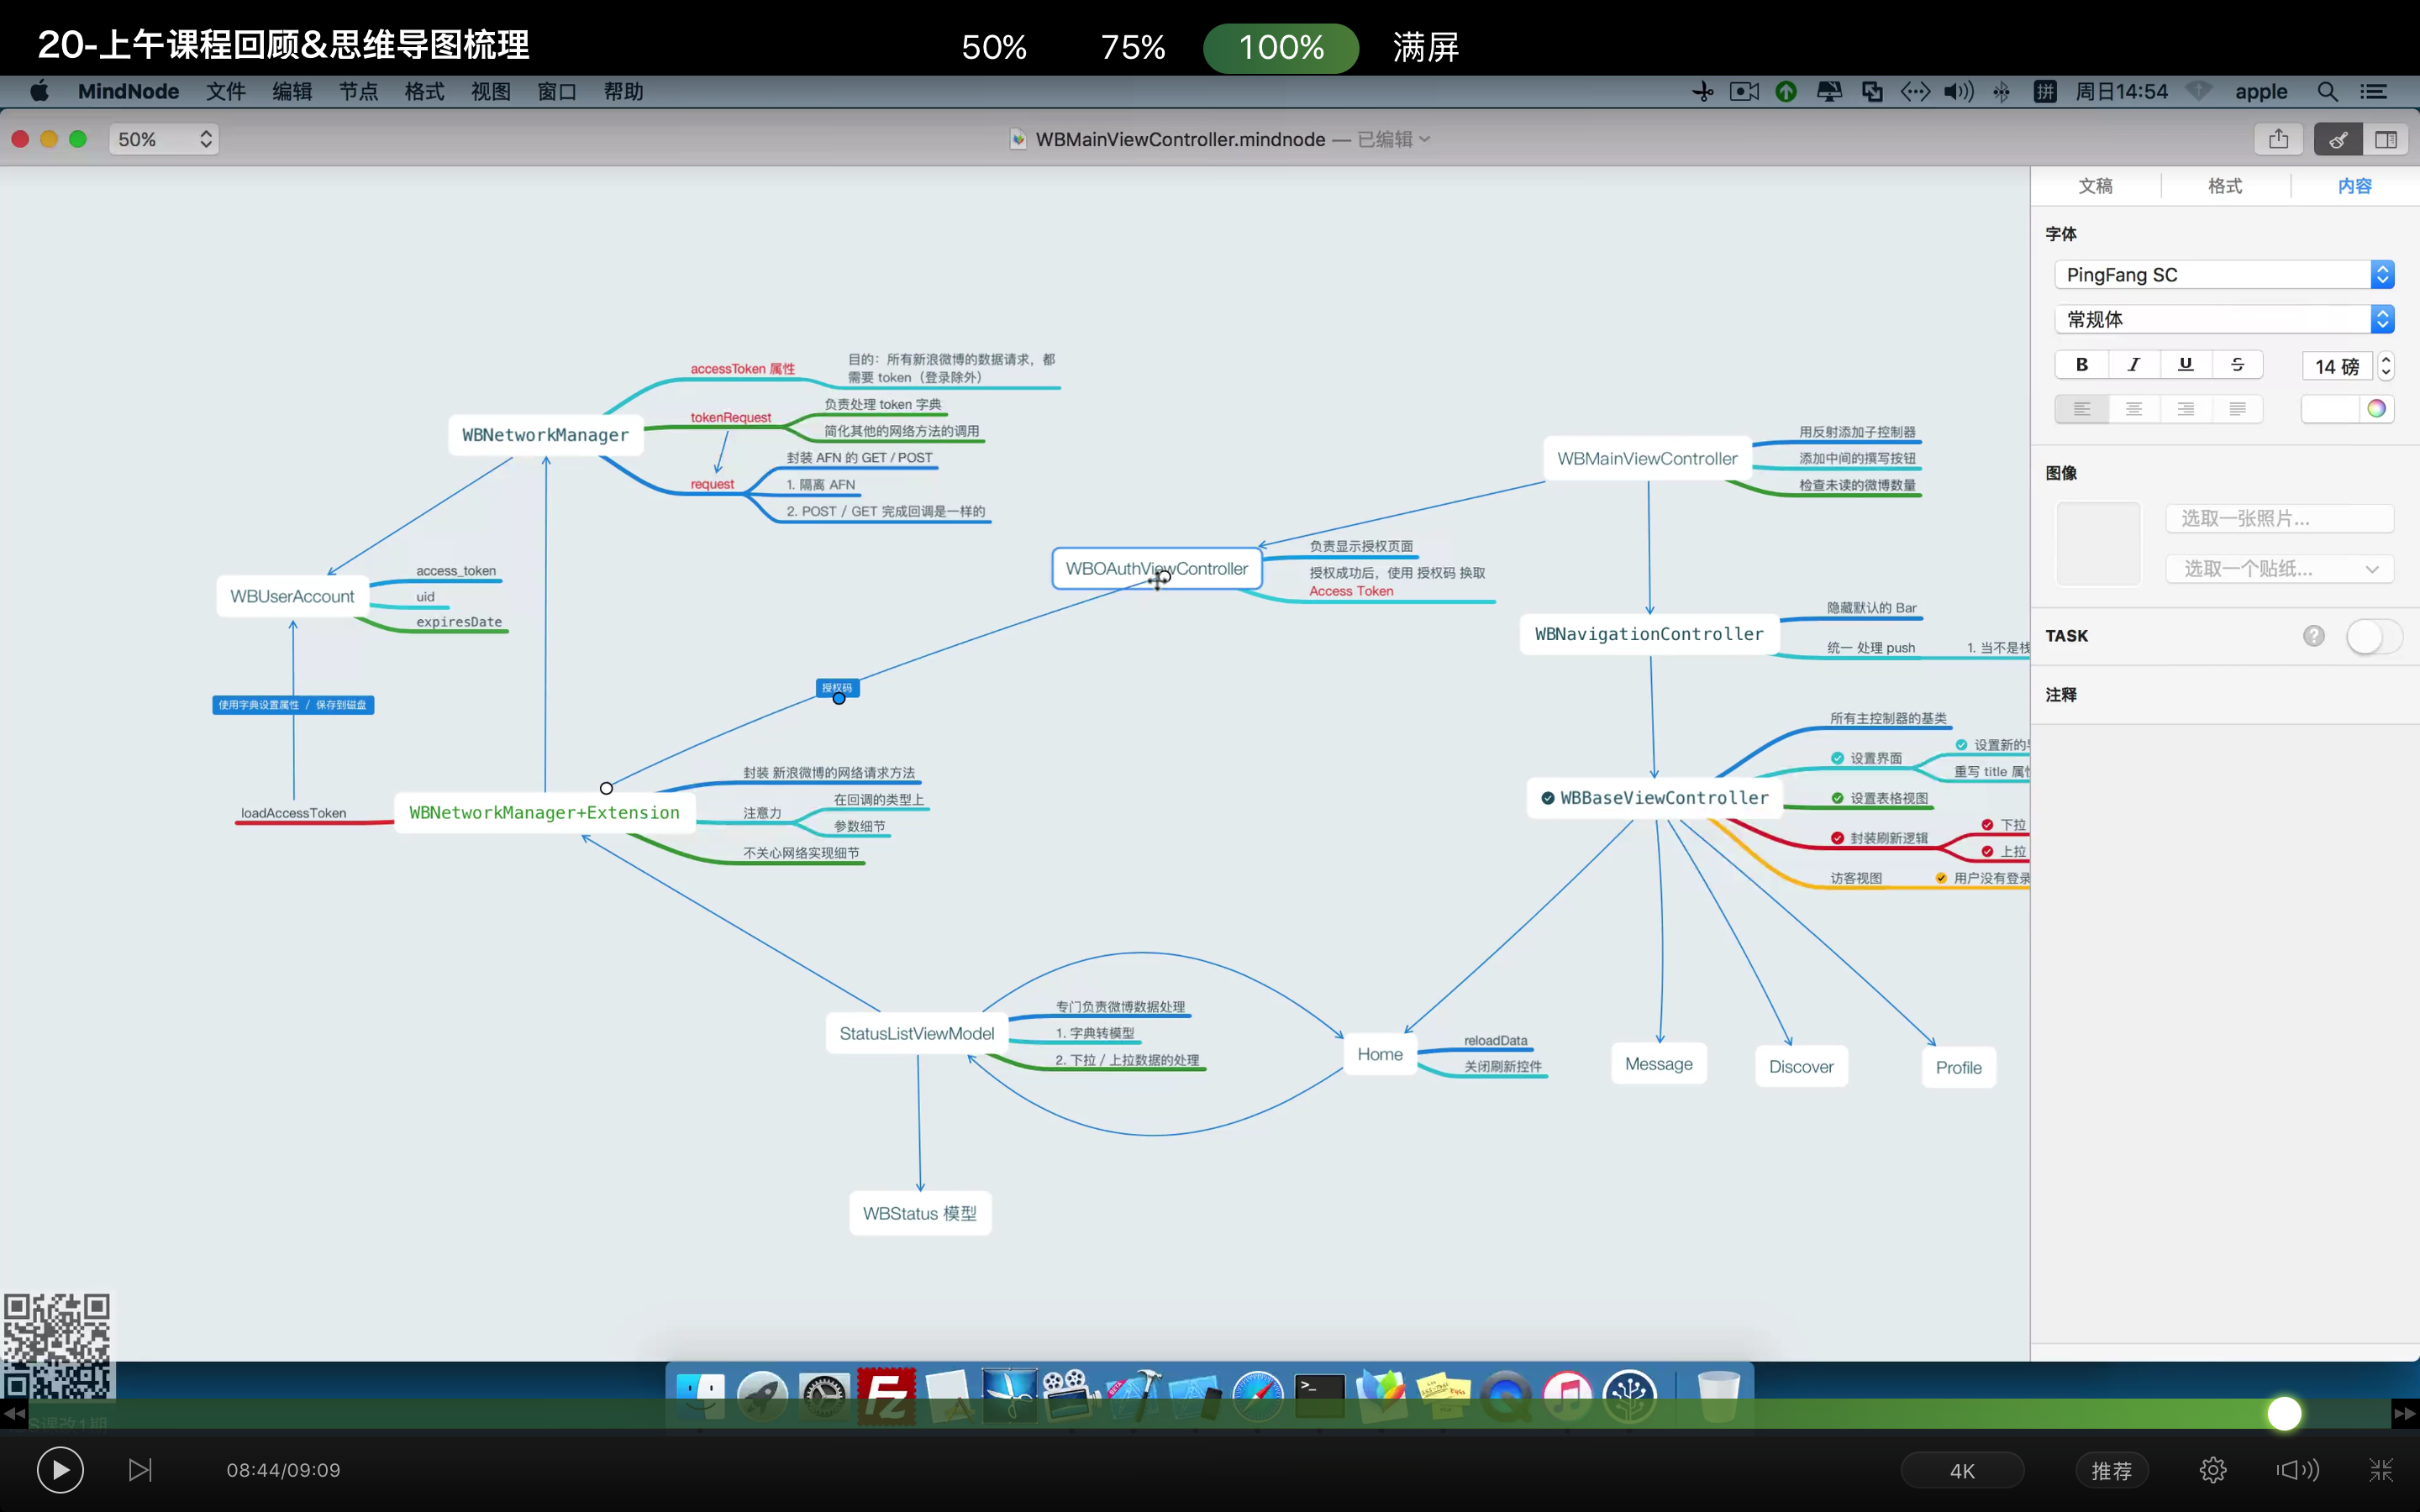 20-上午课程回顾&思维导图梳理
50%
75%
100%
满屏
MindNode 文件 编辑 节点 格式 视图 窗口 帮助
拼 周日14:54 apple
50%
WBMainViewController.mindnode — 已编辑
文稿 格式 内容
字体
PingFang SC
常规体
B I U S
14 磅
图像
选取一张照片...
选取一个贴纸...
TASK
?
注释
WBNetworkManager
accessToken 属性
目的：所有新浪微博的数据请求，都
需要 token（登录除外）
tokenRequest
负责处理 token 字典
简化其他的网络方法的调用
request
封装 AFN 的 GET / POST
1. 隔离 AFN
2. POST / GET 完成回调是一样的
WBMainViewController
用反射添加子控制器
添加中间的撰写按钮
检查未读的微博数量
WBOAuthViewController
负责显示授权页面
授权成功后，使用 授权码 换取
Access Token
WBUserAccount
access_token
uid
expiresDate
WBNavigationController
隐藏默认的 Bar
统一 处理 push
1. 当不是栈
授权码
使用字典设置属性 / 保存到磁盘
WBNetworkManager+Extension
loadAccessToken
封装 新浪微博的网络请求方法
注意力
在回调的类型上
参数细节
不关心网络实现细节
WBBaseViewController
所有主控制器的基类
设置界面
设置新的
重写 title 属
设置表格视图
封装刷新逻辑
下拉
上拉
访客视图
用户没有登录
StatusListViewModel
专门负责微博数据处理
1. 字典转模型
2. 下拉 / 上拉数据的处理
Home
reloadData
关闭刷新控件
Message
Discover
Profile
WBStatus 模型
S课改1期
08:44/09:09
4K
推荐